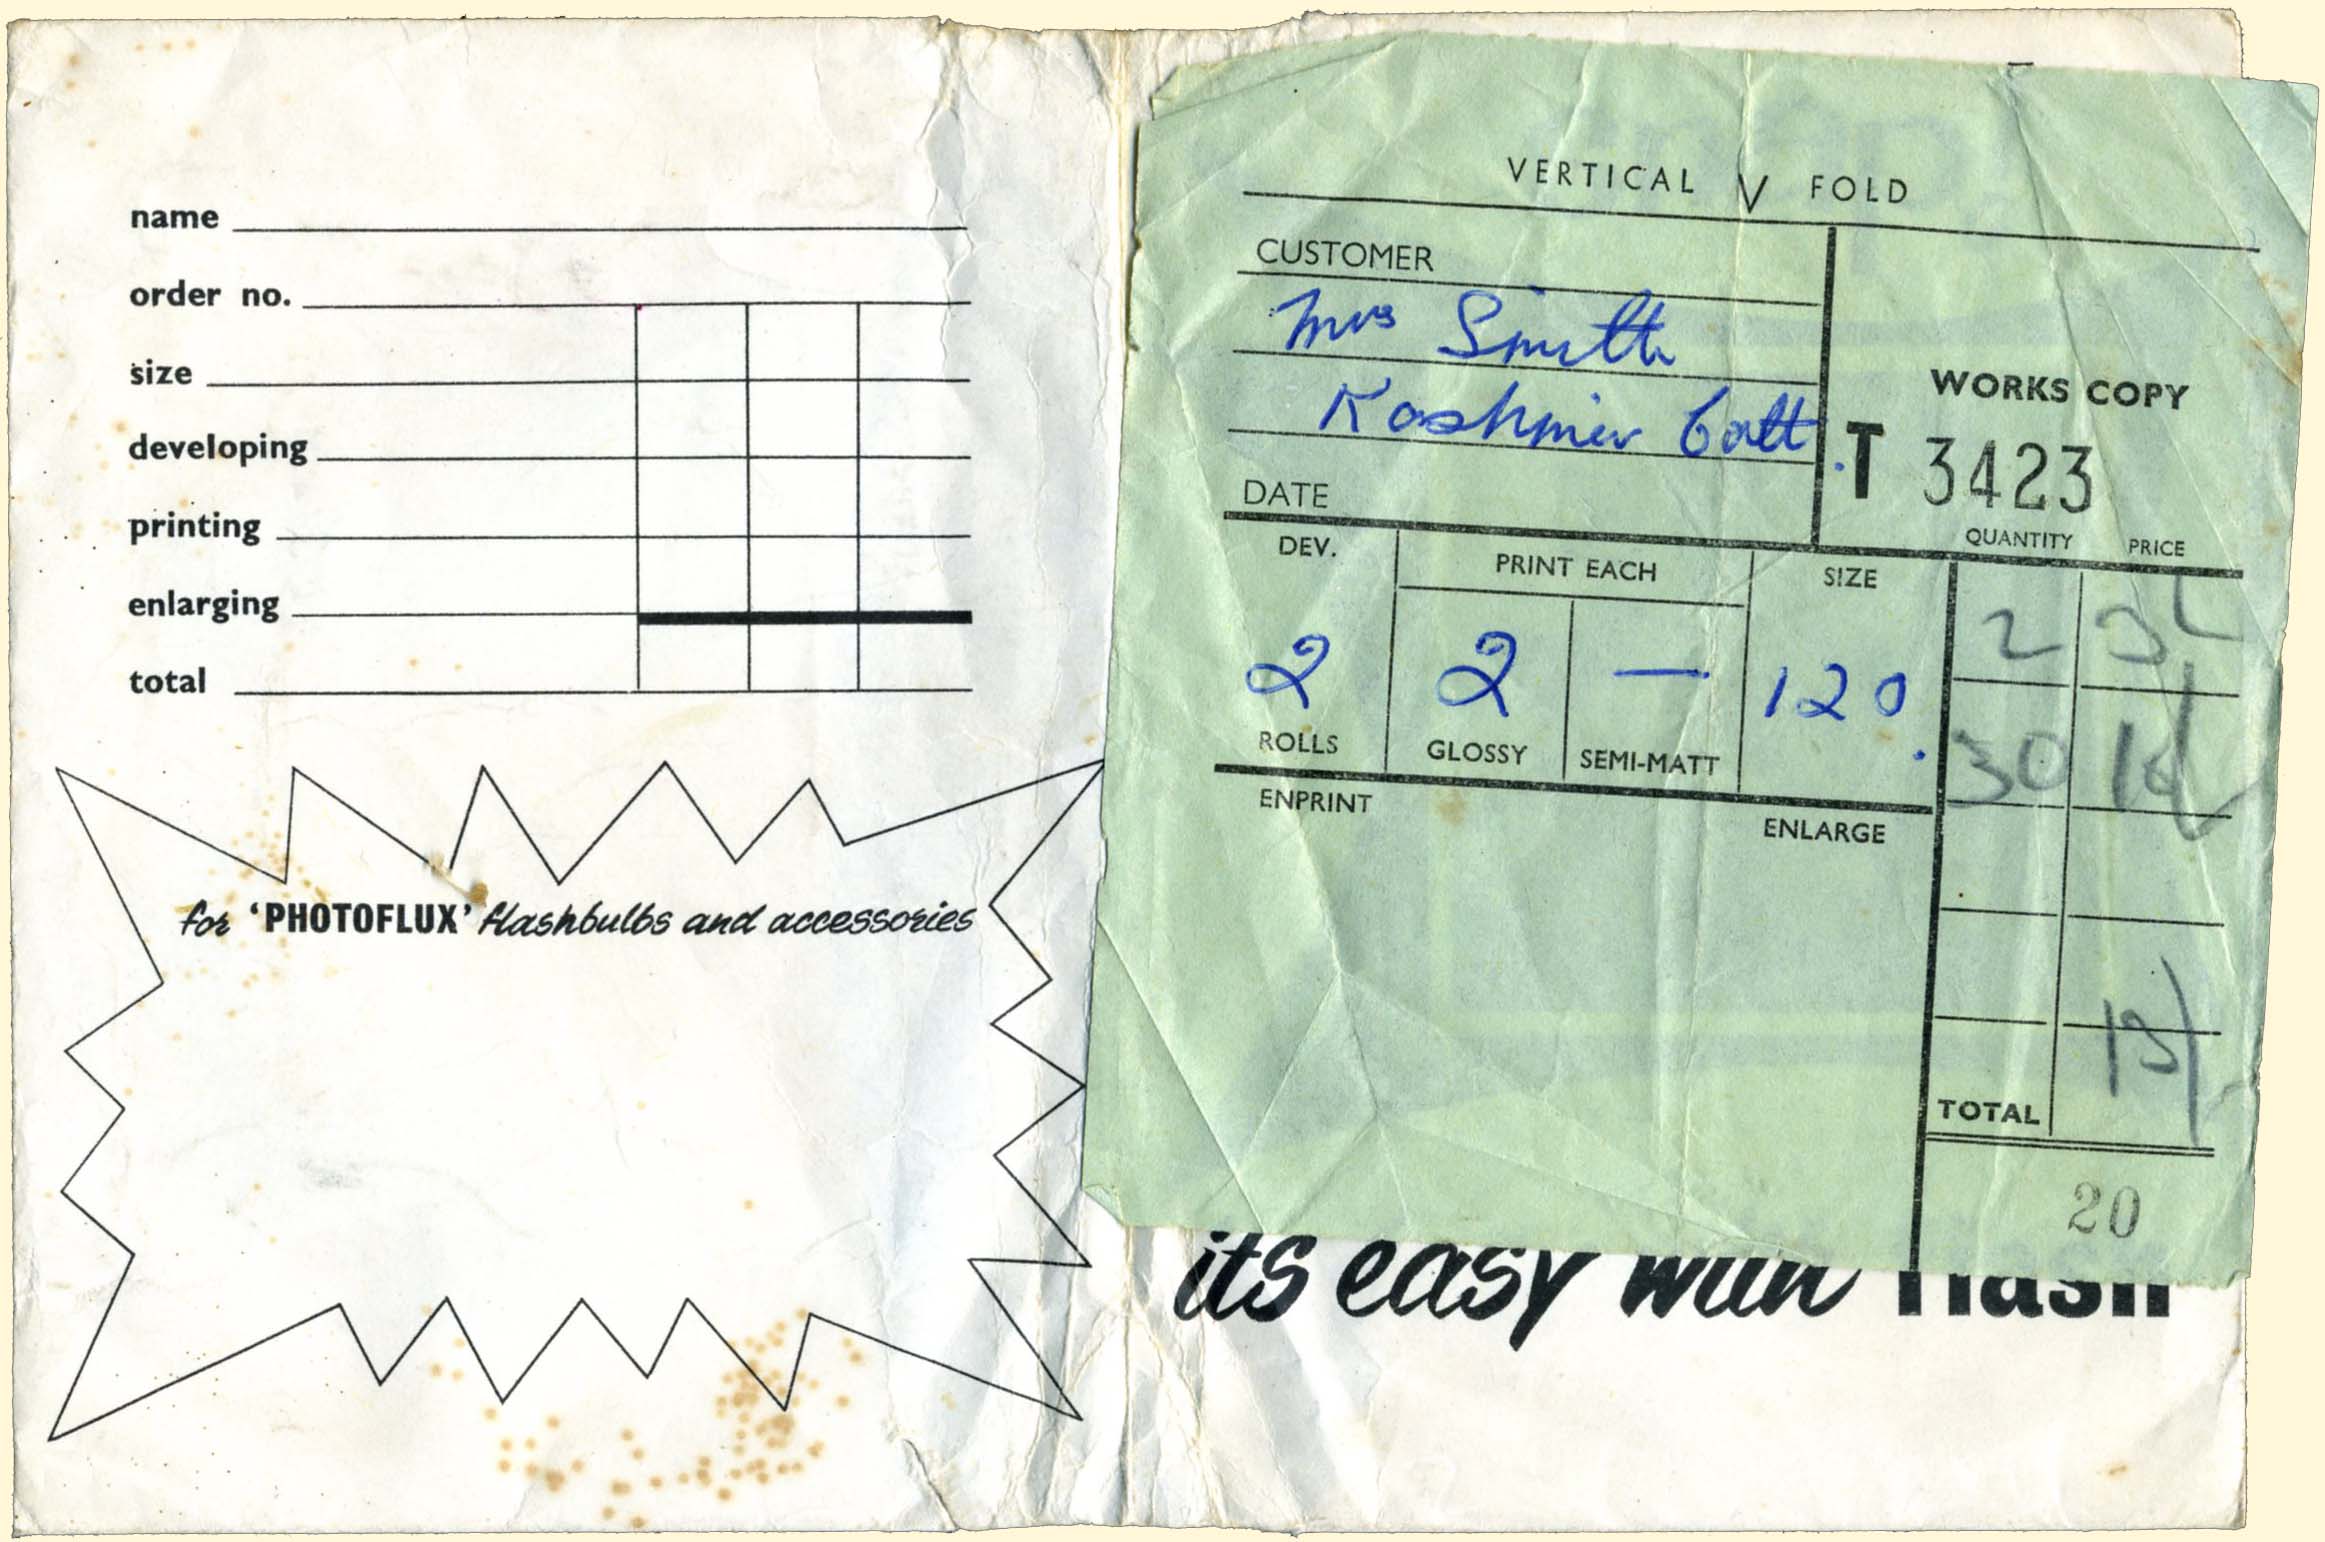 name
order no.
size
developing
printing
enlarging
total
for 'PHOTOFLUX' flashbulbs and accessories
VERTICAL V FOLD
CUSTOMER
Mrs Smith
Kashmir Cott
WORKS COPY
T 3423
DATE
QUANTITY PRICE
DEV. PRINT EACH SIZE
2 3/
2 2 — 120
ROLLS GLOSSY SEMI-MATT
30
ENPRINT ENLARGE
TOTAL
20
its easy with flash